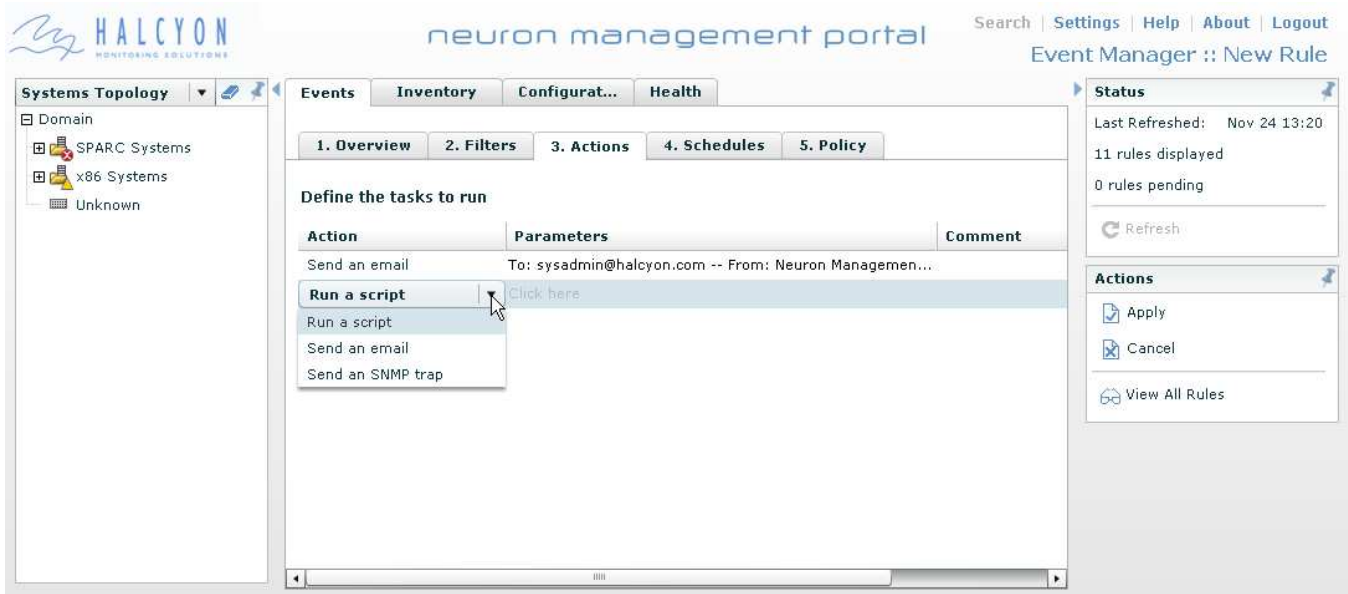 HALCYON
MONITORING SOLUTIONS
neuron management portal
Search | Settings | Help | About | Logout
Event Manager :: New Rule
Systems Topology
Domain
SPARC Systems
x86 Systems
Unknown
Events
Inventory
Configurat...
Health
1. Overview
2. Filters
3. Actions
4. Schedules
5. Policy
Define the tasks to run
Action Parameters Comment
Send an email To: sysadmin@halcyon.com -- From: Neuron Managemen...
Run a script Click here
Run a script
Send an email
Send an SNMP trap
Status
Last Refreshed: Nov 24 13:20
11 rules displayed
0 rules pending
Refresh
Actions
Apply
Cancel
View All Rules